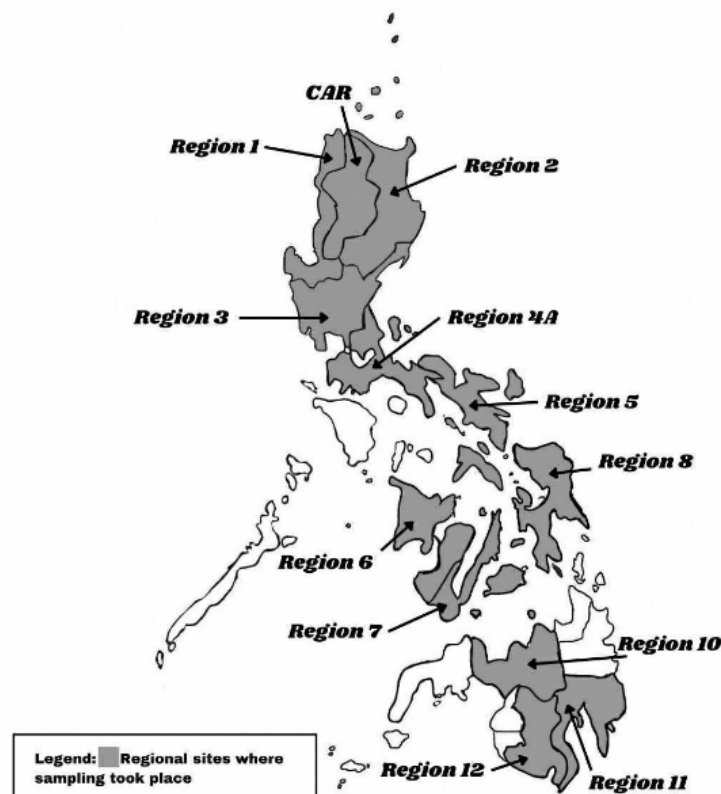 CAR
Region 1
Region 2
Region 3
Region 4A
Region 5
Region 8
Region 6
Region 7
Region 10
Region 12
Region 11
Legend: Regional sites where
sampling took place